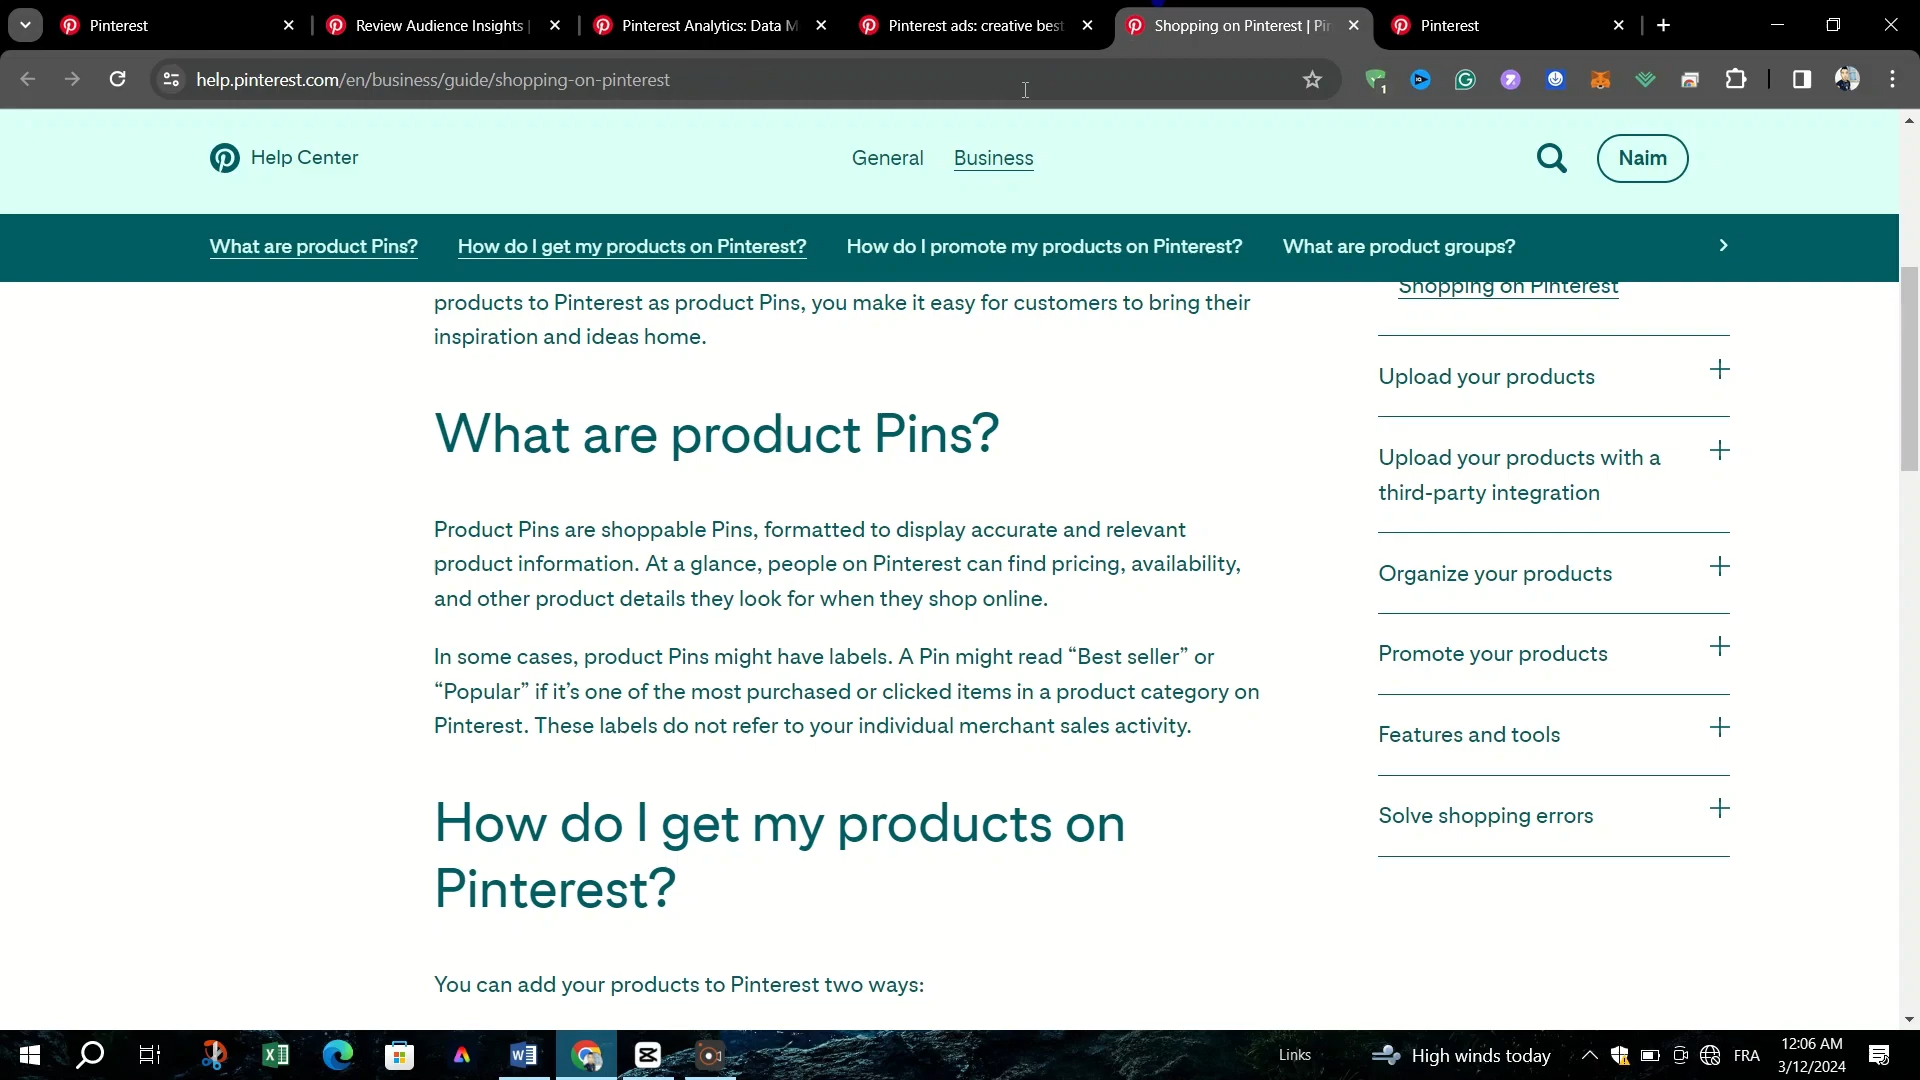 Pinterest
Review Audience Insights
Pinterest Analytics: Data M
Pinterest ads: creative best
Shopping on Pinterest | Pin
Pinterest
help.pinterest.com/en/business/guide/shopping-on-pinterest
1
Help Center
General
Business
Naim
What are product Pins?
How do I get my products on Pinterest?
How do I promote my products on Pinterest?
What are product groups?
products to Pinterest as product Pins, you make it easy for customers to bring their
inspiration and ideas home.
What are product Pins?
Product Pins are shoppable Pins, formatted to display accurate and relevant
product information. At a glance, people on Pinterest can find pricing, availability,
and other product details they look for when they shop online.
In some cases, product Pins might have labels. A Pin might read “Best seller” or
“Popular” if it’s one of the most purchased or clicked items in a product category on
Pinterest. These labels do not refer to your individual merchant sales activity.
How do I get my products on
Pinterest?
You can add your products to Pinterest two ways:
Shopping on Pinterest
Upload your products
Upload your products with a
third-party integration
Organize your products
Promote your products
Features and tools
Solve shopping errors
Links
High winds today
FRA
12:06 AM
3/12/2024